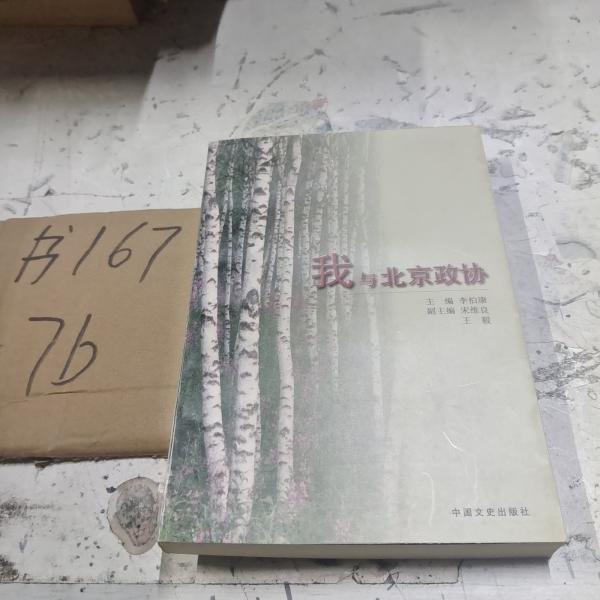 书167
7b
我与北京政协
主 编 李伯康
副主编 宋维良
王 毅
中国文史出版社